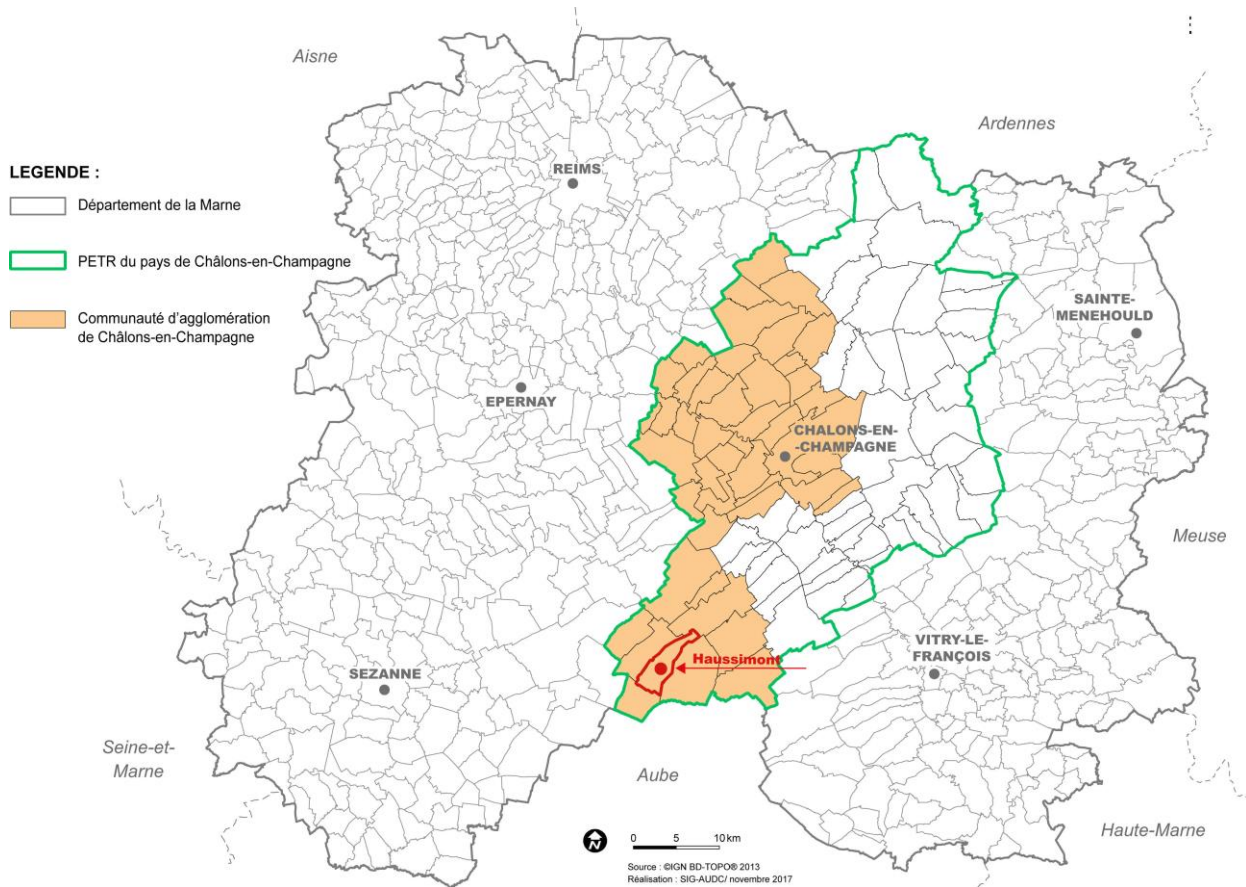 Aisne
Ardennes
REIMS
LEGENDE :
Département de la Marne
PETR du pays de Châlons-en-Champagne
Communauté d'agglomération
de Châlons-en-Champagne
SAINTE-
MENEHOULD
EPERNAY
CHALONS-EN-
-CHAMPAGNE
Meuse
Haussimont
VITRY-LE-
FRANÇOIS
SEZANNE
Seine-et-
Marne
Aube
Haute-Marne
N
0 5 10 km
Source : ©IGN BD-TOPO® 2013
Réalisation : SIG-AUDC/ novembre 2017